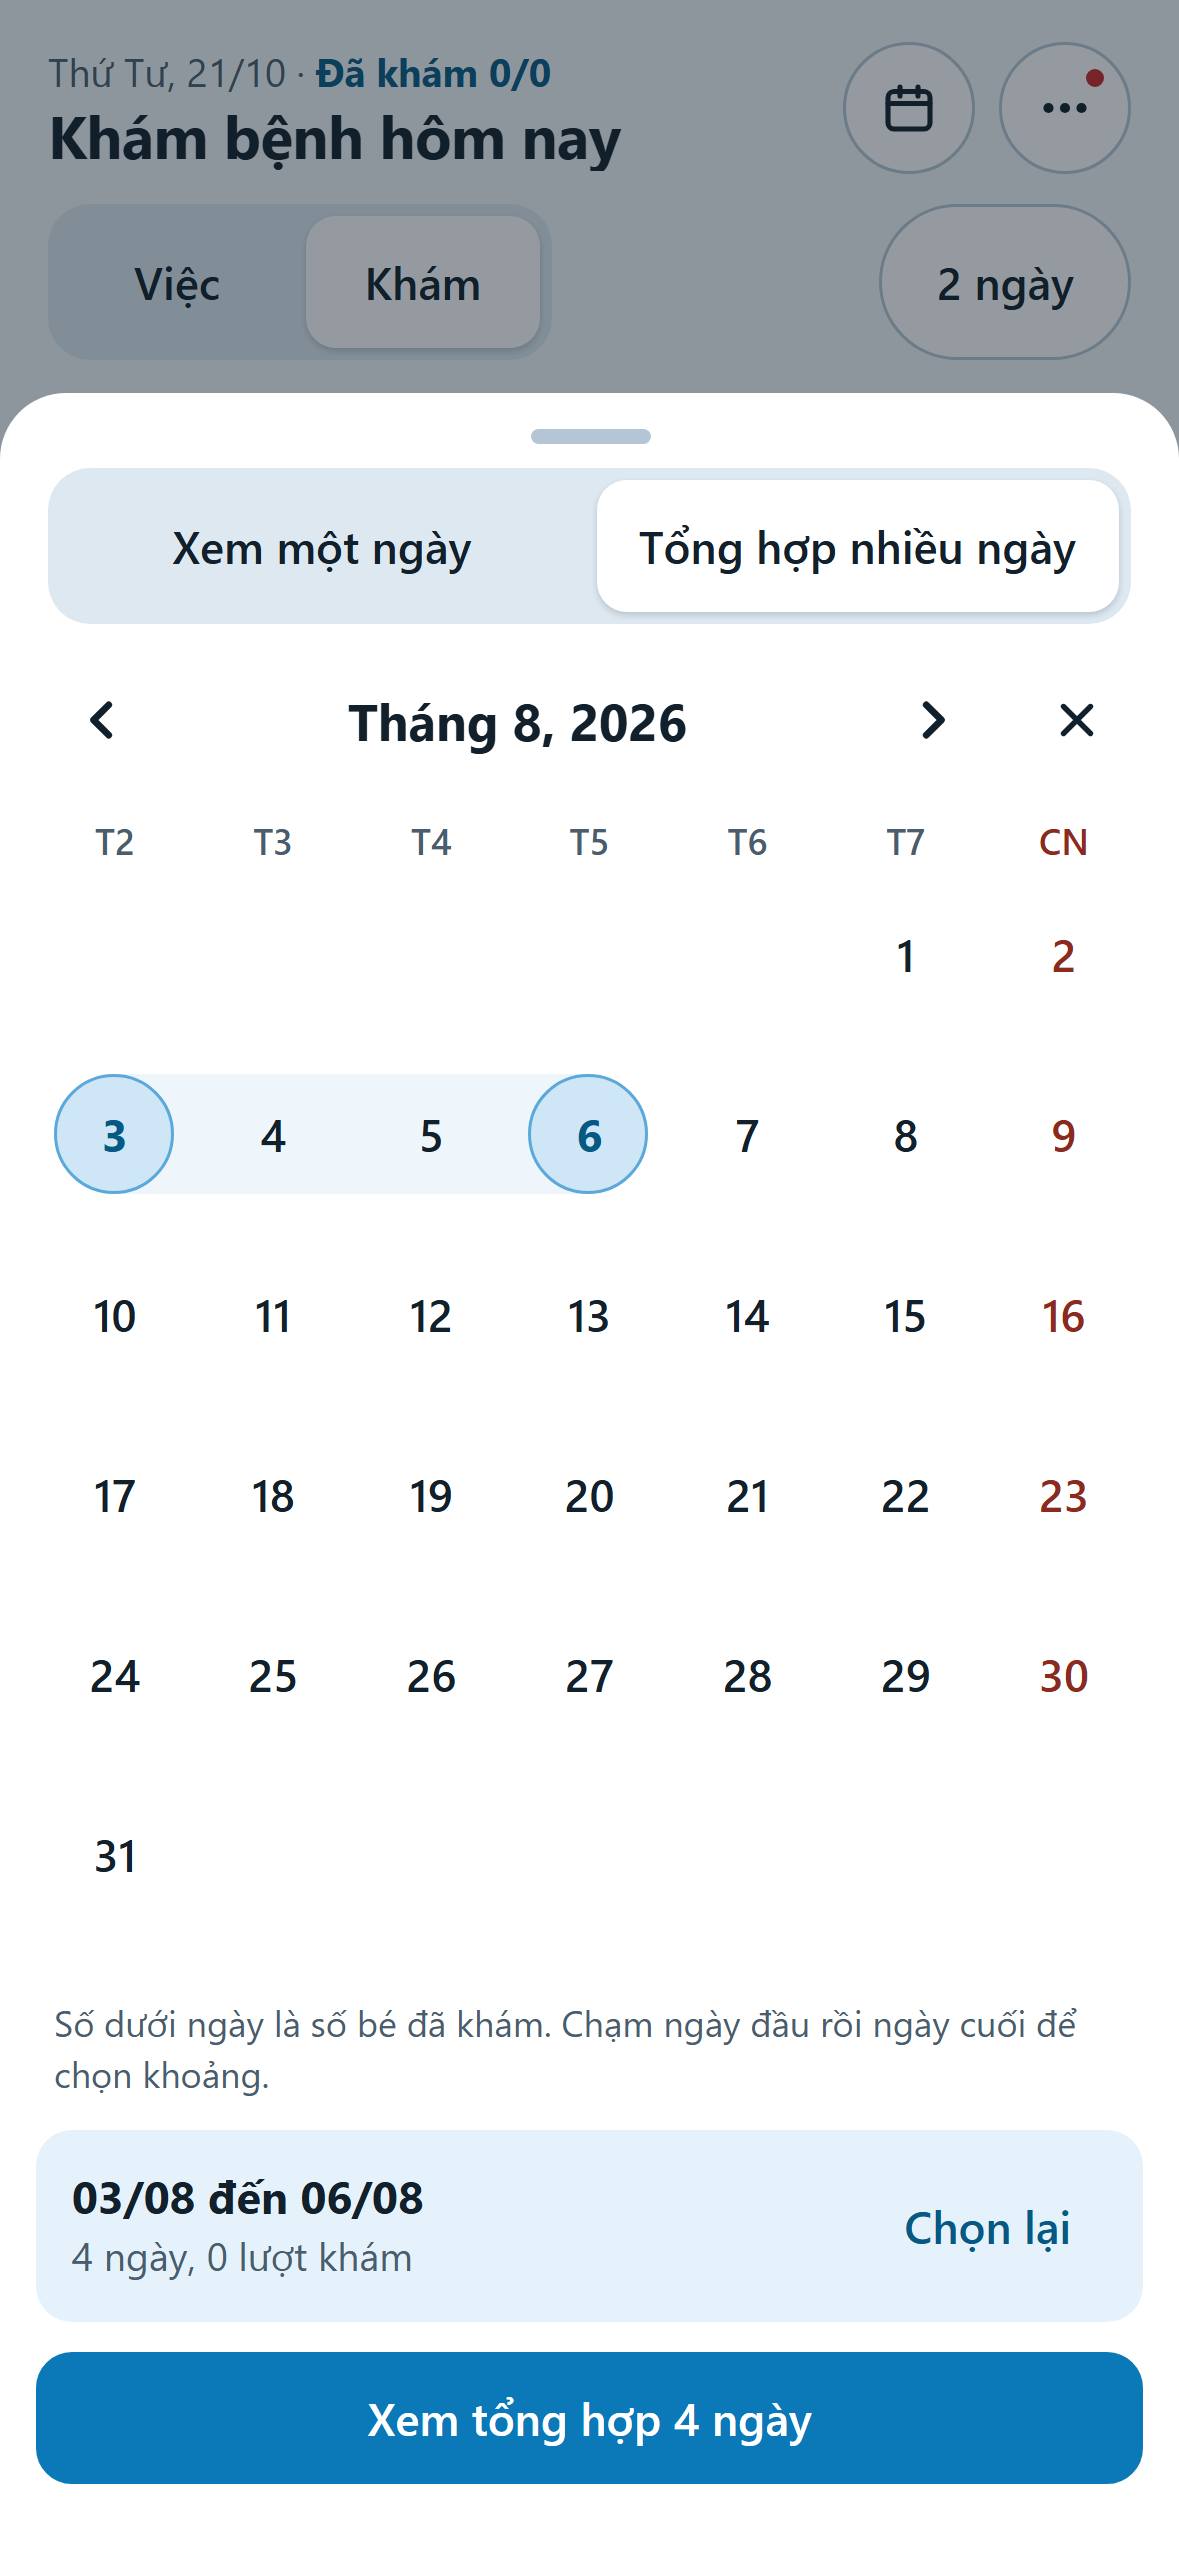 Thứ Tư, 21/10 · Đã khám 0/0
Khám bệnh hôm nay
Việc
Khám
2 ngày
Xem một ngày
Tổng hợp nhiều ngày
Tháng 8, 2026
T2 T3 T4 T5 T6 T7 CN
1 2
3 4 5 6 7 8 9
10 11 12 13 14 15 16
17 18 19 20 21 22 23
24 25 26 27 28 29 30
31
Số dưới ngày là số bé đã khám. Chạm ngày đầu rồi ngày cuối để
chọn khoảng.
03/08 đến 06/08
4 ngày, 0 lượt khám
Chọn lại
Xem tổng hợp 4 ngày